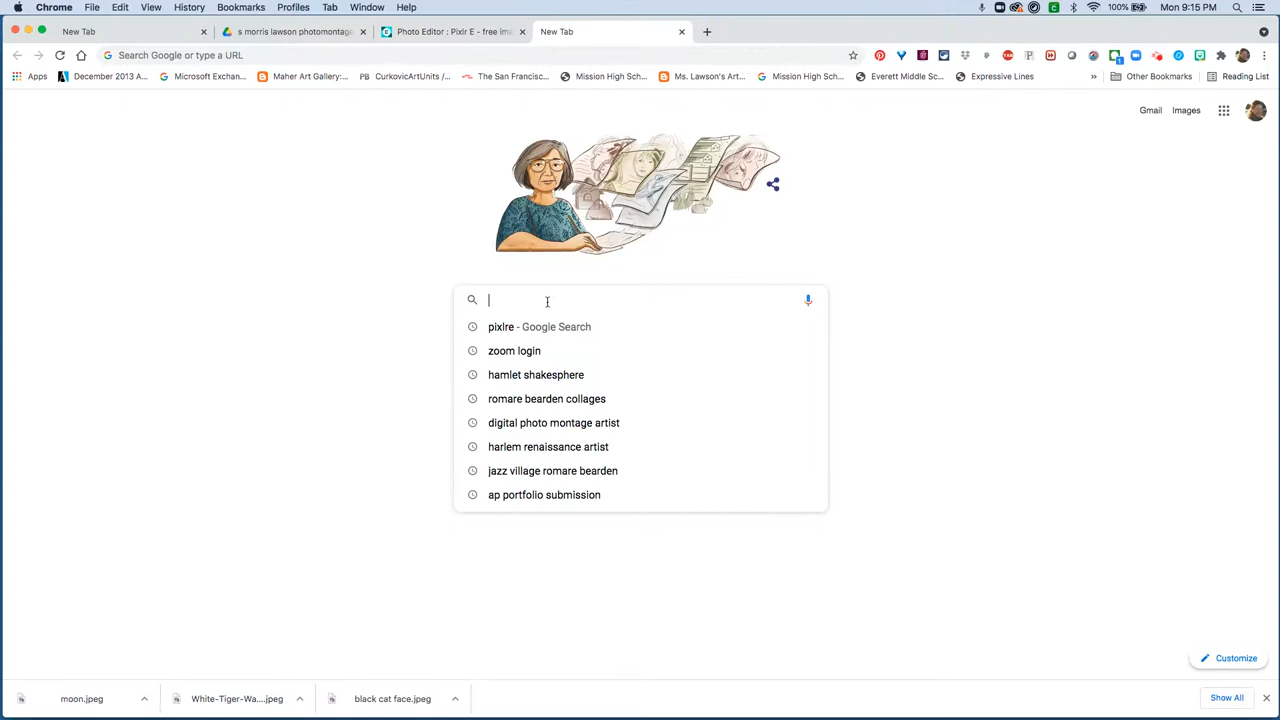 Chrome File Edit View History Bookmarks Profiles Tab Window Help 100% Mon 9:15 PM
New Tab s morris lawson photomontage Photo Editor : Pixlr E - free ima New Tab
Search Google or type a URL
Apps December 2013 A... Microsoft Exchan... Maher Art Gallery:... PB CurkovicArtUnits /... The San Francisc... Mission High Sch... Ms. Lawson's Art... Mission High Sch... Everett Middle Sc... Expressive Lines » Other Bookmarks Reading List
Gmail Images
pixlre - Google Search
zoom login
hamlet shakesphere
romare bearden collages
digital photo montage artist
harlem renaissance artist
jazz village romare bearden
ap portfolio submission
Customize
moon.jpeg White-Tiger-Wa....jpeg black cat face.jpeg Show All